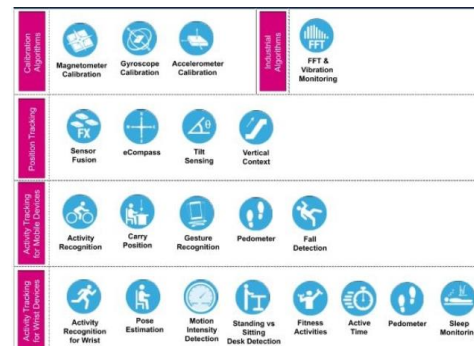 Calibration
Algorithms
Magnetometer
Calibration
Gyroscope
Calibration
Accelerometer
Calibration
Industrial
Algorithms
FFT
FFT &
Vibration
Monitoring
Position Tracking
FX
Sensor
Fusion
eCompass
θ
Tilt
Sensing
Vertical
Context
Activity Tracking
for Mobile Devices
Activity
Recognition
Carry
Position
Gesture
Recognition
Pedometer
Fall
Detection
Activity Tracking
for Wrist Devices
Activity
Recognition
for Wrist
Pose
Estimation
Motion
Intensity
Detection
Standing vs
Sitting
Desk Detection
Fitness
Activities
Active
Time
Pedometer
Sleep
Monitorin